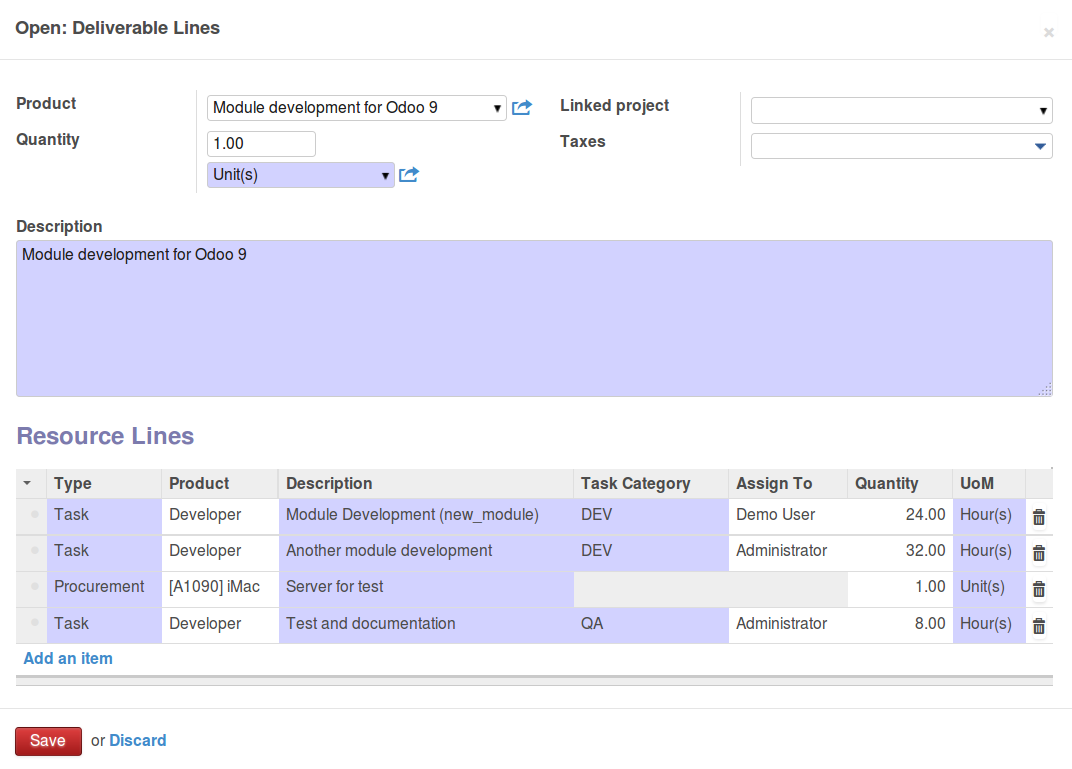 Open: Deliverable Lines
×
Product Module development for Odoo 9
Linked project
Quantity 1.00
Taxes
Unit(s)
Description
Module development for Odoo 9
Resource Lines
Type Product Description Task Category Assign To Quantity UoM
Task Developer Module Development (new_module) DEV Demo User 24.00 Hour(s)
Task Developer Another module development DEV Administrator 32.00 Hour(s)
Procurement [A1090] iMac Server for test 1.00 Unit(s)
Task Developer Test and documentation QA Administrator 8.00 Hour(s)
Add an item
Save or Discard